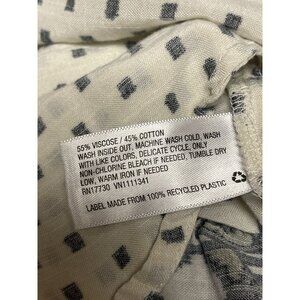 55% VISCOSE / 45% COTTON
WASH INSIDE OUT, MACHINE WASH COLD, WASH
WITH LIKE COLORS, DELICATE CYCLE, ONLY
NON-CHLORINE BLEACH IF NEEDED, TUMBLE DRY
LOW, WARM IRON IF NEEDED
RN17730 VN1111341
LABEL MADE FROM 100% RECYCLED PLASTIC